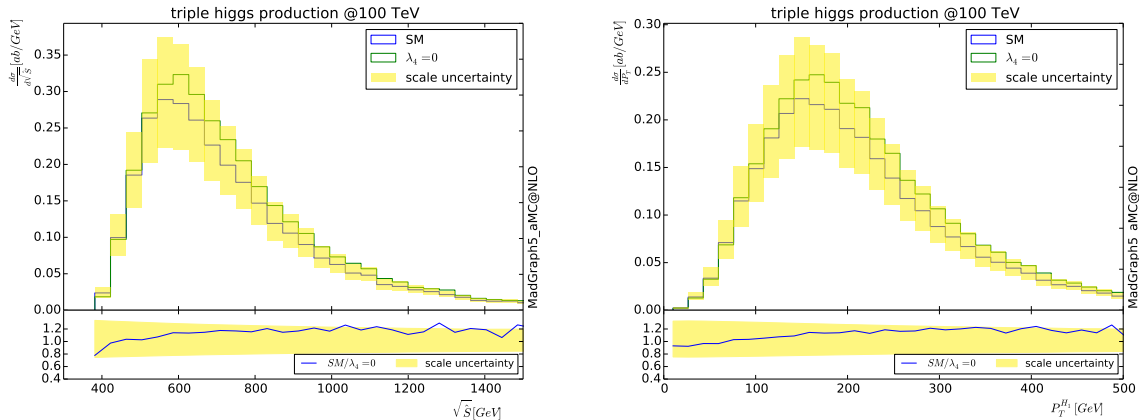 triple higgs production @100 TeV
dσ/d√Ŝ [ab/GeV]
SM
λ₄ = 0
scale uncertainty
0.35
0.30
0.25
0.20
0.15
0.10
0.05
0.00
MadGraph5_aMC@NLO
1.2
1.0
0.8
0.6
0.4
SM/λ₄ = 0
scale uncertainty
400 600 800 1000 1200 1400
√Ŝ [GeV]
triple higgs production @100 TeV
dσ/dP_T [ab/GeV]
SM
λ₄ = 0
scale uncertainty
0.30
0.25
0.20
0.15
0.10
0.05
0.00
MadGraph5_aMC@NLO
1.2
1.0
0.8
0.6
0.4
SM/λ₄ = 0
scale uncertainty
0 100 200 300 400 500